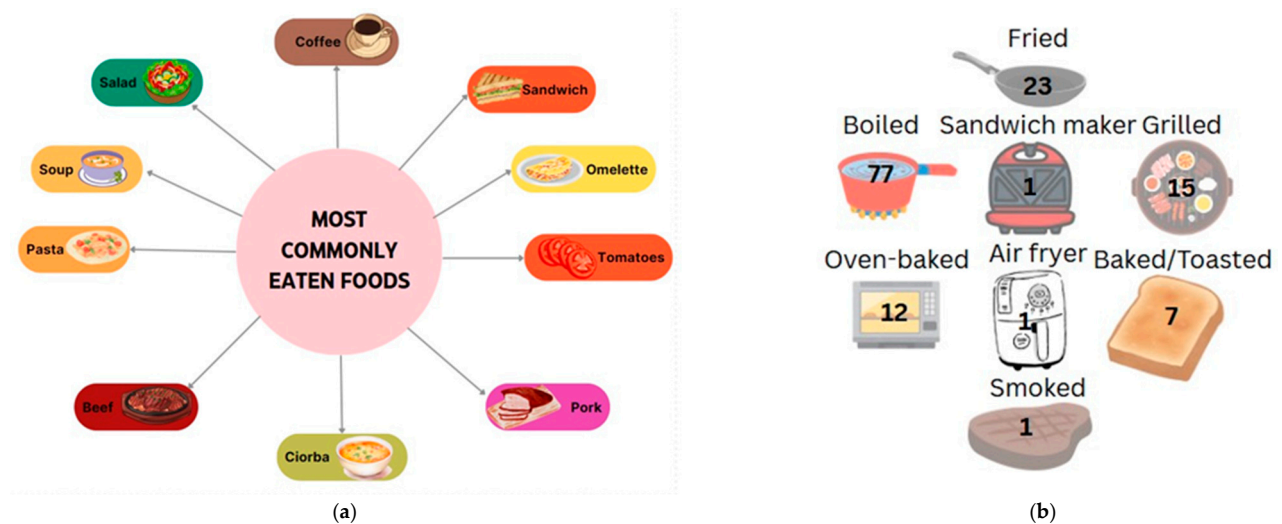 Coffee
Salad
Sandwich
Soup
Omelette
MOST
COMMONLY
EATEN FOODS
Pasta
Tomatoes
Beef
Pork
Ciorba
(a)
Fried
23
Boiled
Sandwich maker
Grilled
77
1
15
Oven-baked
Air fryer
Baked/Toasted
12
1
7
Smoked
1
(b)